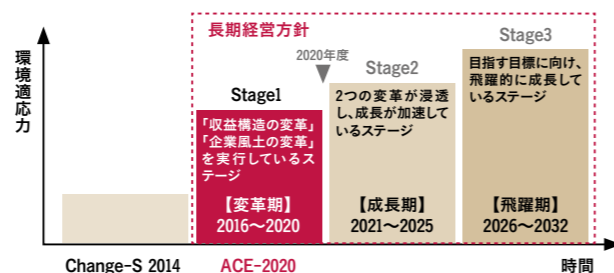 長期経営方針
環境適応力
2020年度
Stage1
「収益構造の変革」
「企業風土の変革」
を実行しているス
テージ
【変革期】
2016〜2020
Stage2
2つの変革が浸透
し、成長が加速して
いるステージ
【成長期】
2021〜2025
Stage3
目指す目標に向け、
飛躍的に成長して
いるステージ
【飛躍期】
2026〜2032
Change-S 2014
ACE-2020
時間